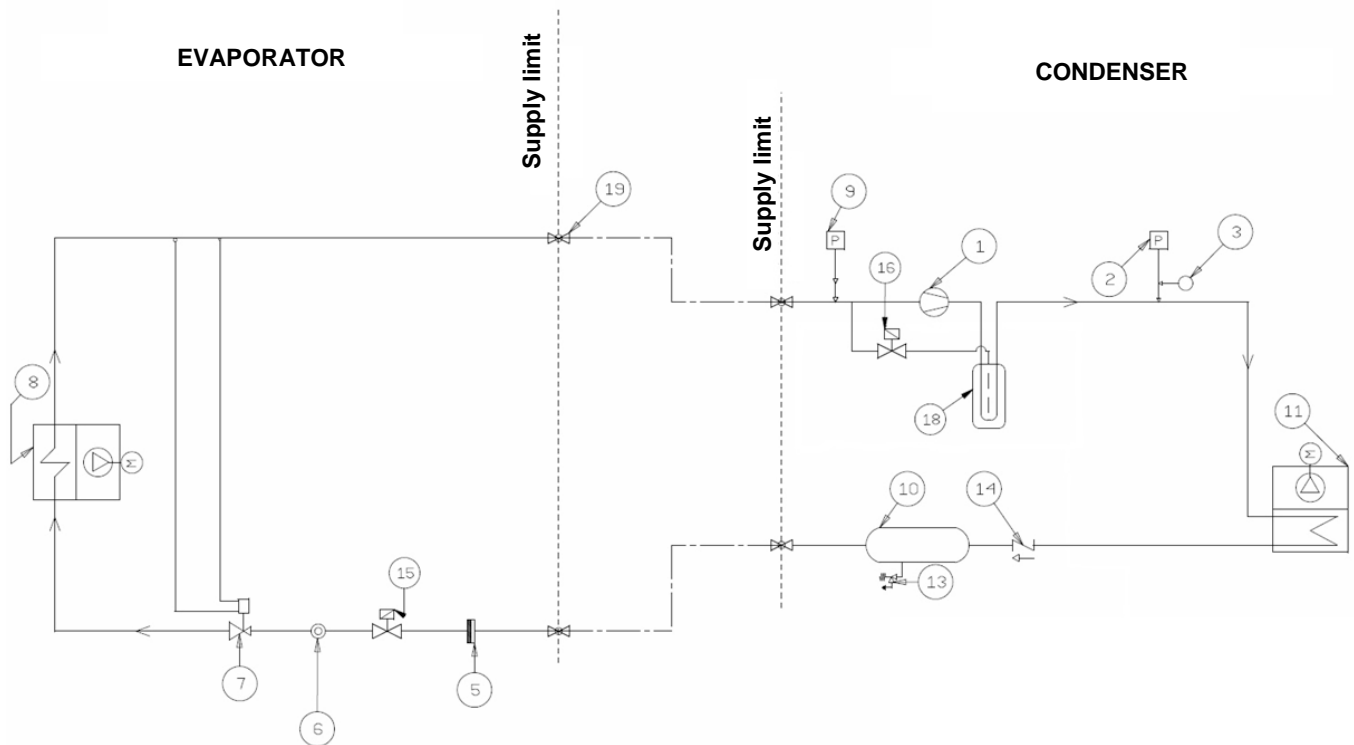 EVAPORATOR
CONDENSER
Supply limit
Supply limit
19
9
P
1
16
P
2
3
8
M
18
11
M
10
14
13
15
7
6
5